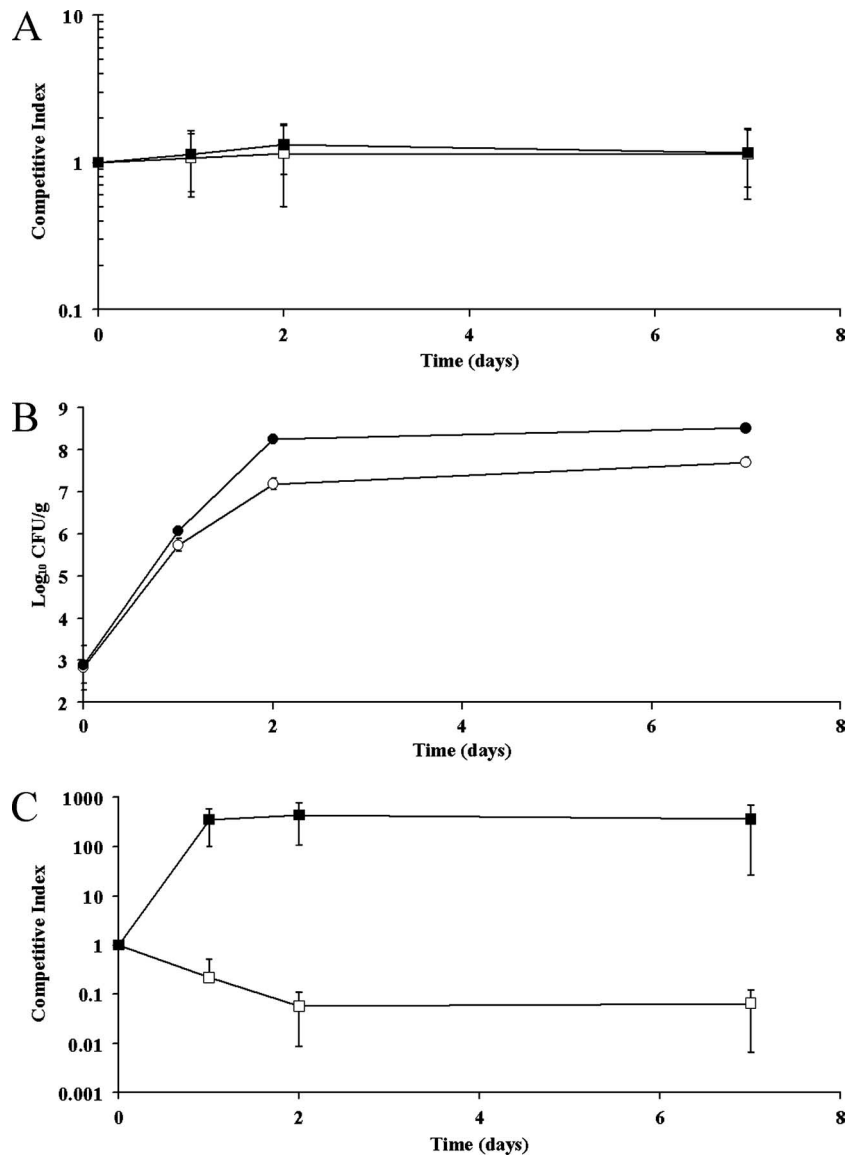 A
10
1
0.1
Competitive Index
0 2 4 6 8
Time (days)
B
9
8
7
6
5
4
3
2
Log₁₀ CFU/g
0 2 4 6 8
Time (days)
C
1000
100
10
1
0.1
0.01
0.001
Competitive Index
0 2 4 6 8
Time (days)